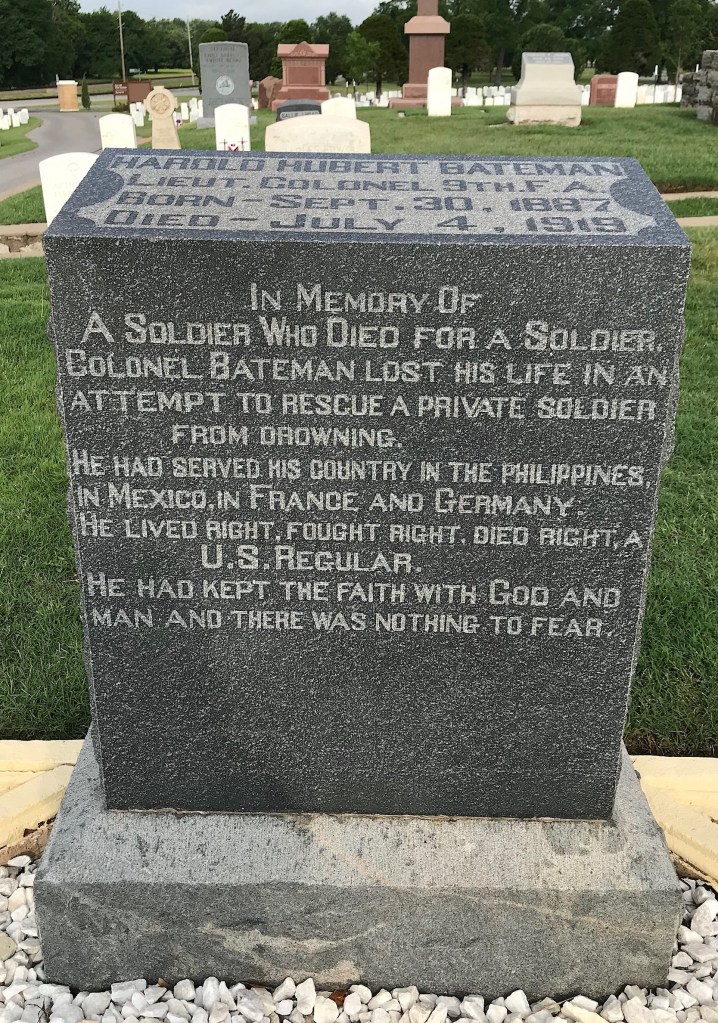 HAROLD HUBERT BATEMAN
LIEUT. COLONEL 9TH. F. A.
BORN - SEPT. 30, 1887
DIED - JULY 4, 1919
IN MEMORY OF
A SOLDIER WHO DIED FOR A SOLDIER,
COLONEL BATEMAN LOST HIS LIFE IN AN
ATTEMPT TO RESCUE A PRIVATE SOLDIER
FROM DROWNING.
HE HAD SERVED HIS COUNTRY IN THE PHILIPPINES,
IN MEXICO, IN FRANCE AND GERMANY.
HE LIVED RIGHT, FOUGHT RIGHT, DIED RIGHT, A
U.S. REGULAR.
HE HAD KEPT THE FAITH WITH GOD AND
MAN AND THERE WAS NOTHING TO FEAR.